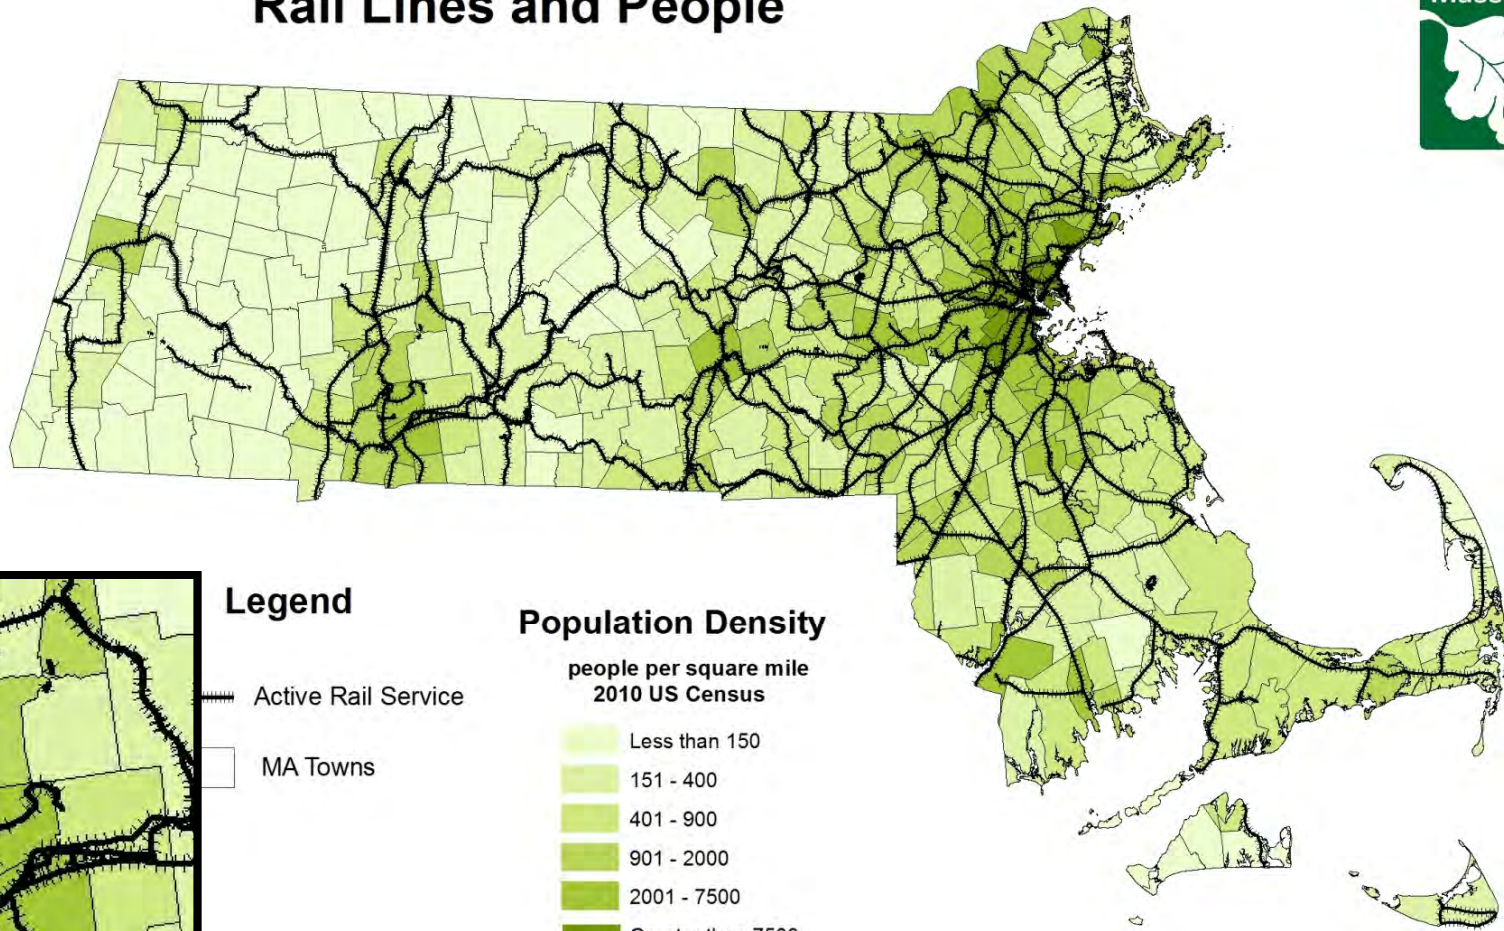 Rail Lines and People
Legend
Active Rail Service
MA Towns
Population Density
people per square mile
2010 US Census
Less than 150
151 - 400
401 - 900
901 - 2000
2001 - 7500